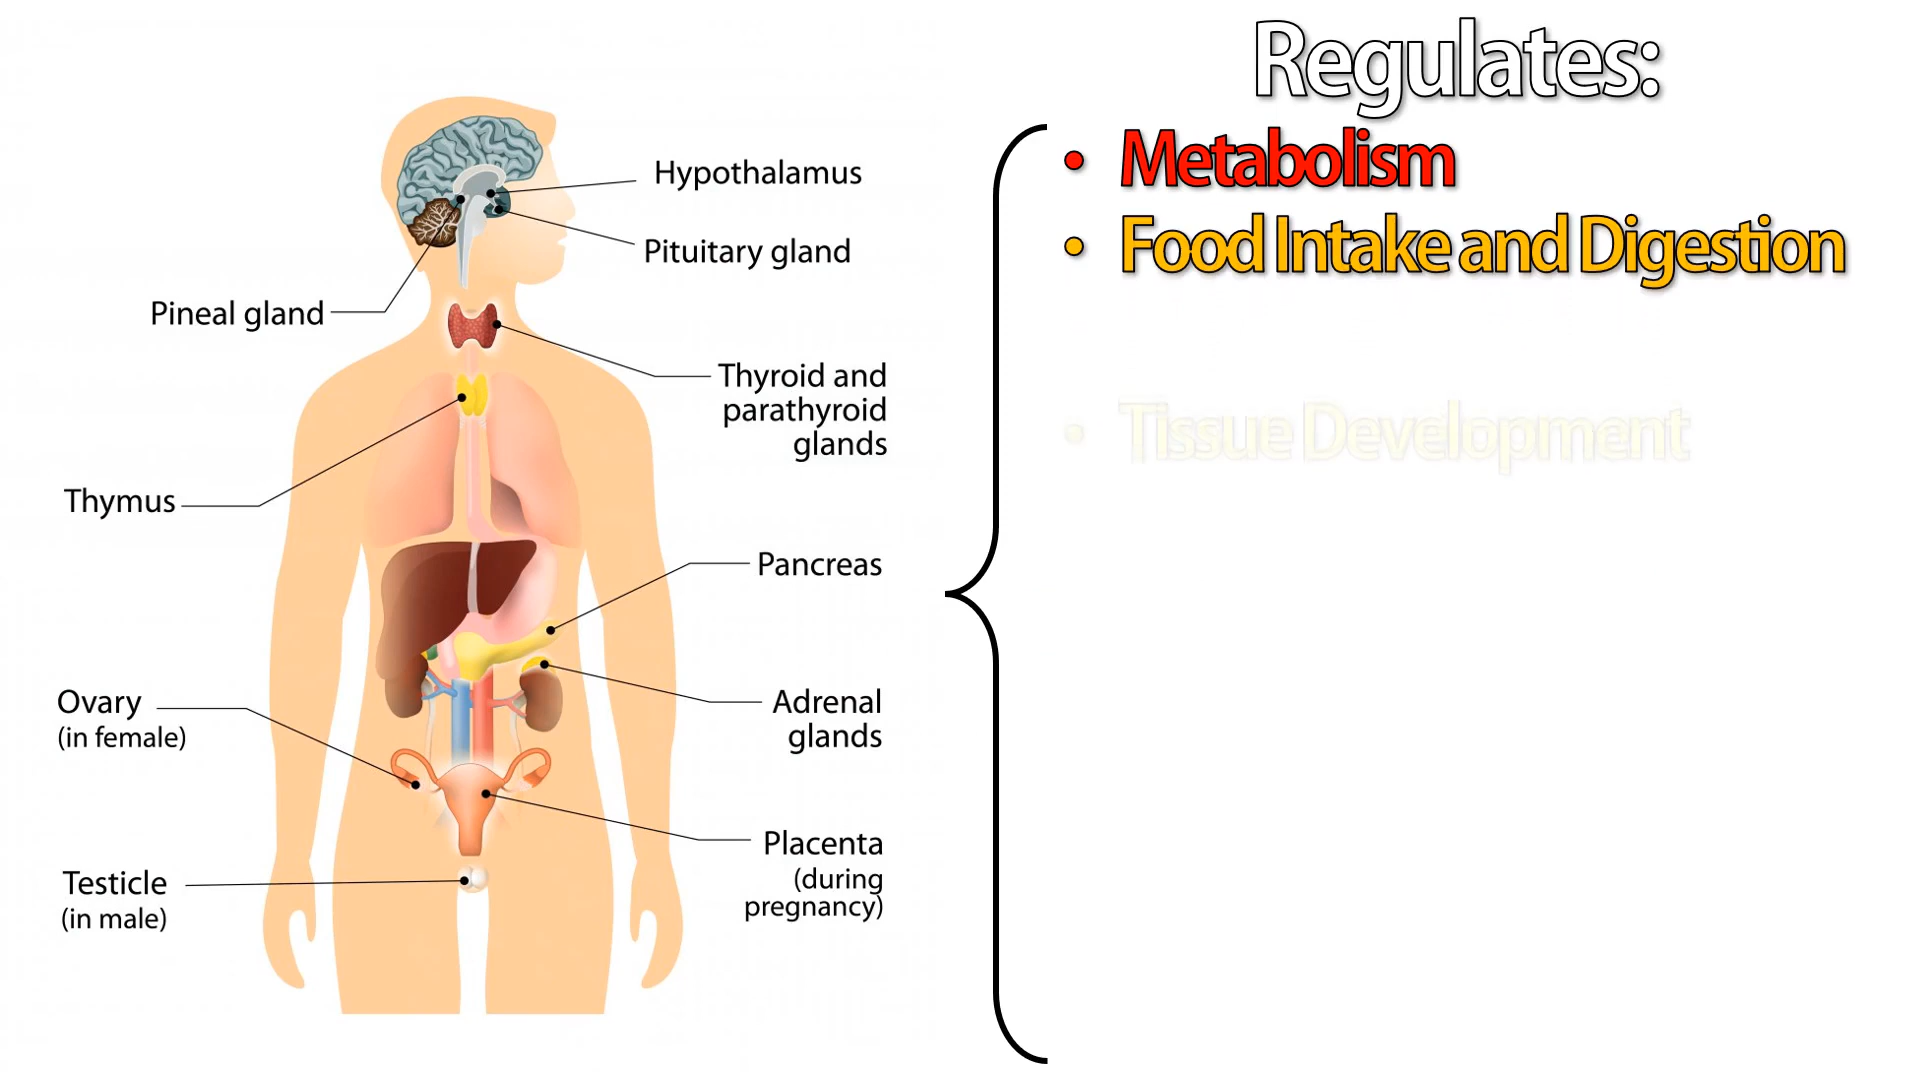 Regulates:
• Metabolism
• Food Intake and Digestion
• Tissue Development
Hypothalamus
Pituitary gland
Pineal gland
Thyroid and
parathyroid
glands
Thymus
Pancreas
Ovary
(in female)
Adrenal
glands
Placenta
(during
pregnancy)
Testicle
(in male)